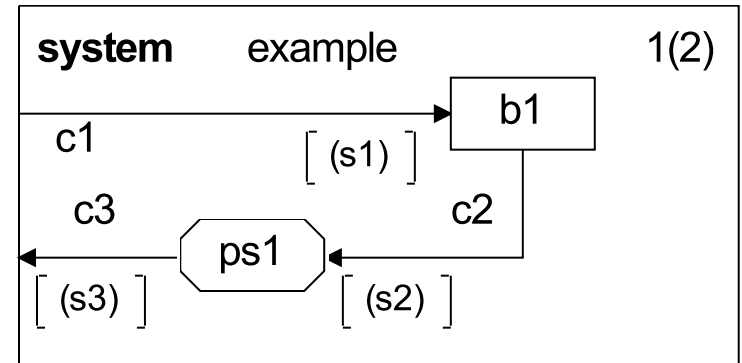 system example 1(2)
b1
c1
[ (s1) ]
c3
c2
ps1
[ (s3) ]
[ (s2) ]